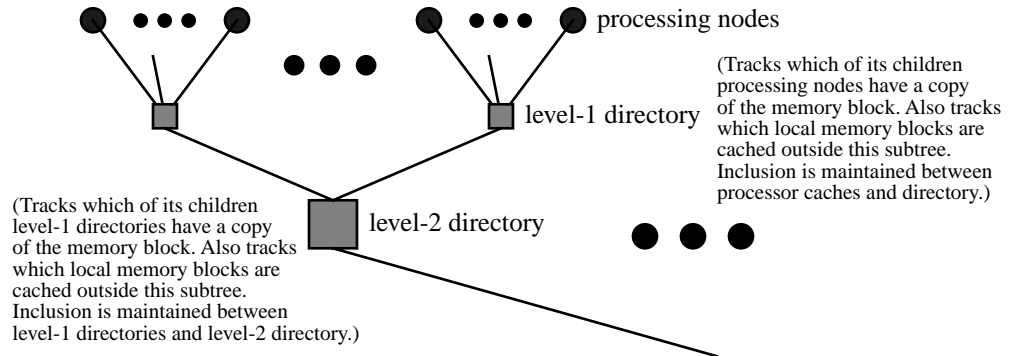 processing nodes
(Tracks which of its children
processing nodes have a copy
of the memory block. Also tracks
which local memory blocks are
cached outside this subtree.
Inclusion is maintained between
processor caches and directory.)
level-1 directory
(Tracks which of its children
level-1 directories have a copy
of the memory block. Also tracks
which local memory blocks are
cached outside this subtree.
Inclusion is maintained between
level-1 directories and level-2 directory.)
level-2 directory